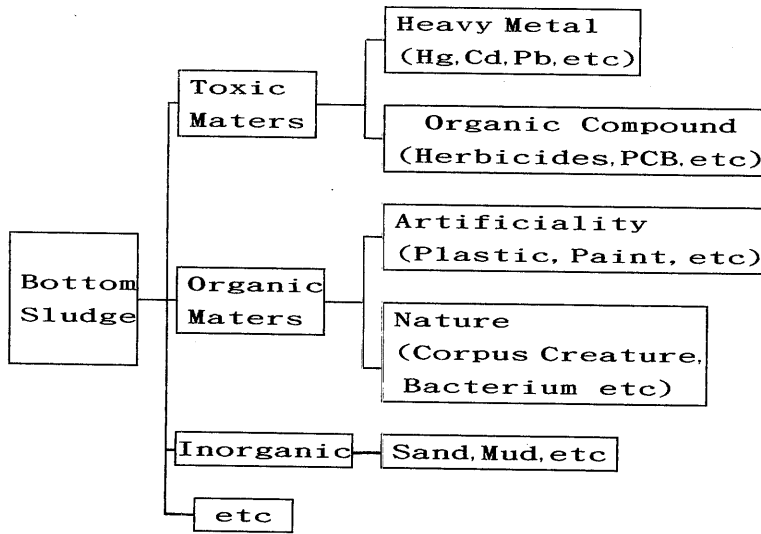 Heavy Metal
(Hg, Cd, Pb, etc)
Toxic
Maters
Organic Compound
(Herbicides, PCB, etc)
Artificiality
(Plastic, Paint, etc)
Bottom
Sludge
Organic
Maters
Nature
(Corpus Creature,
Bacterium etc)
Inorganic
Sand, Mud, etc
etc